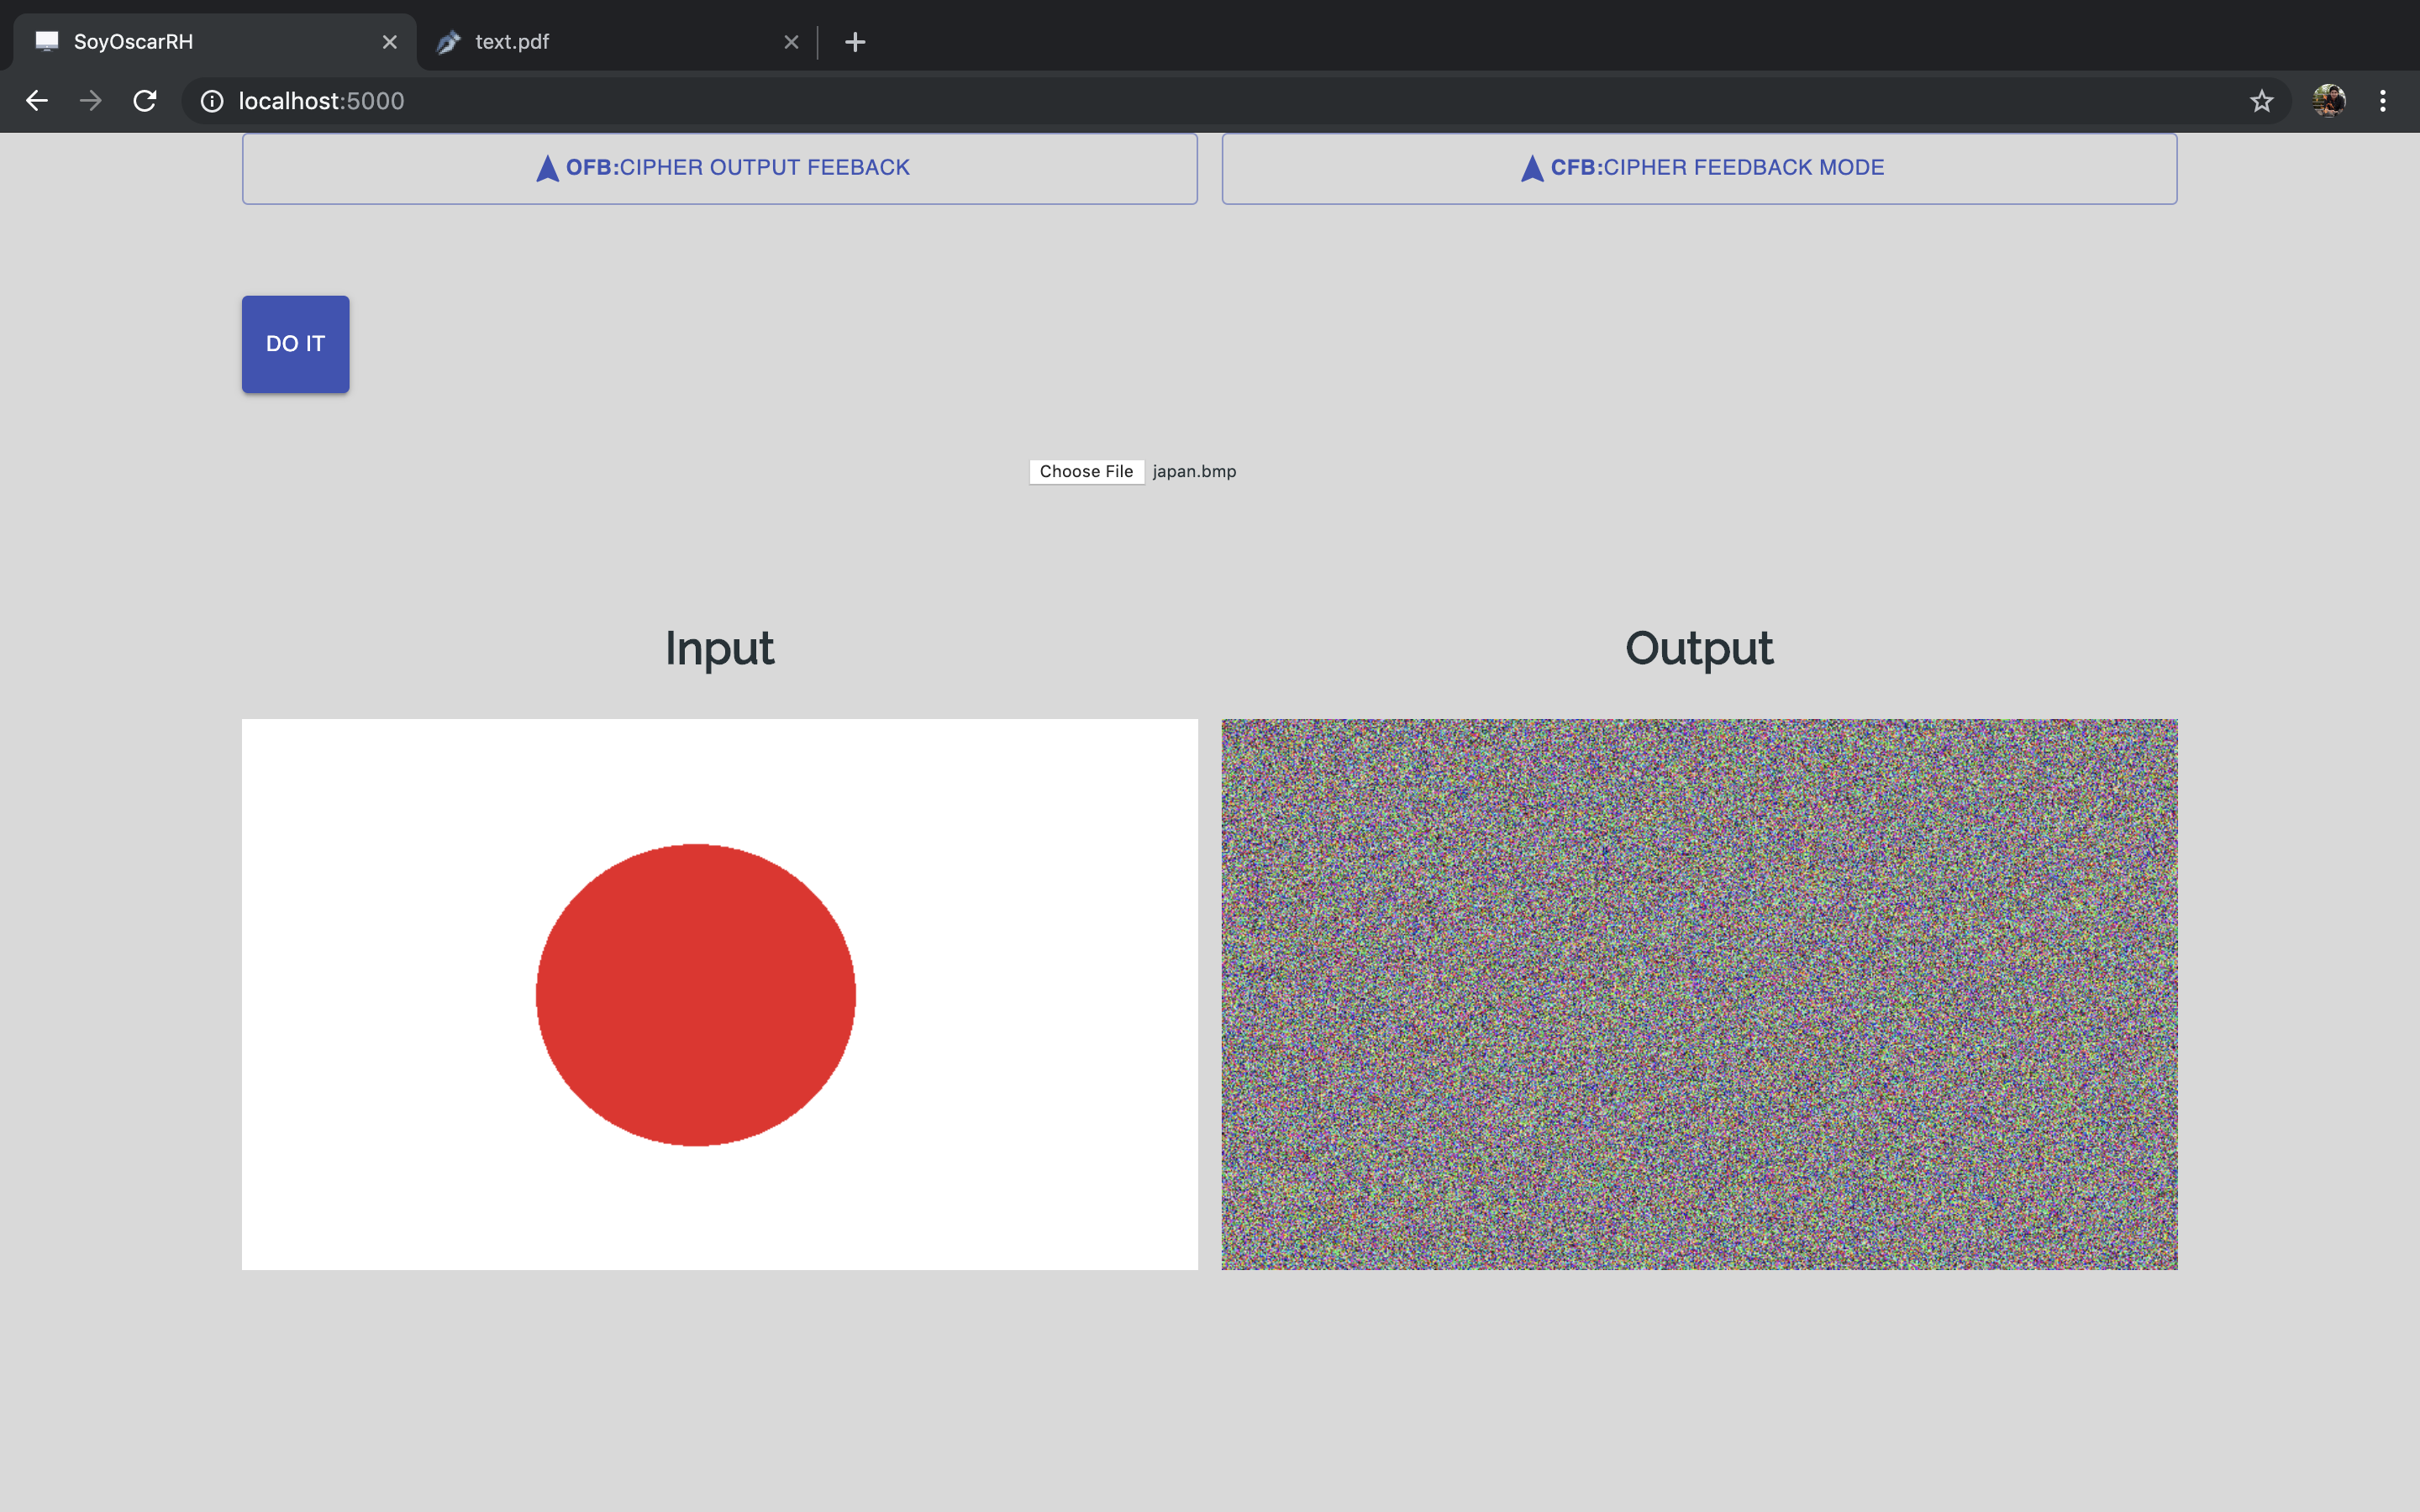 SoyOscarRH
text.pdf
localhost:5000
OFB:CIPHER OUTPUT FEEBACK
CFB:CIPHER FEEDBACK MODE
DO IT
Choose File japan.bmp
Input
Output